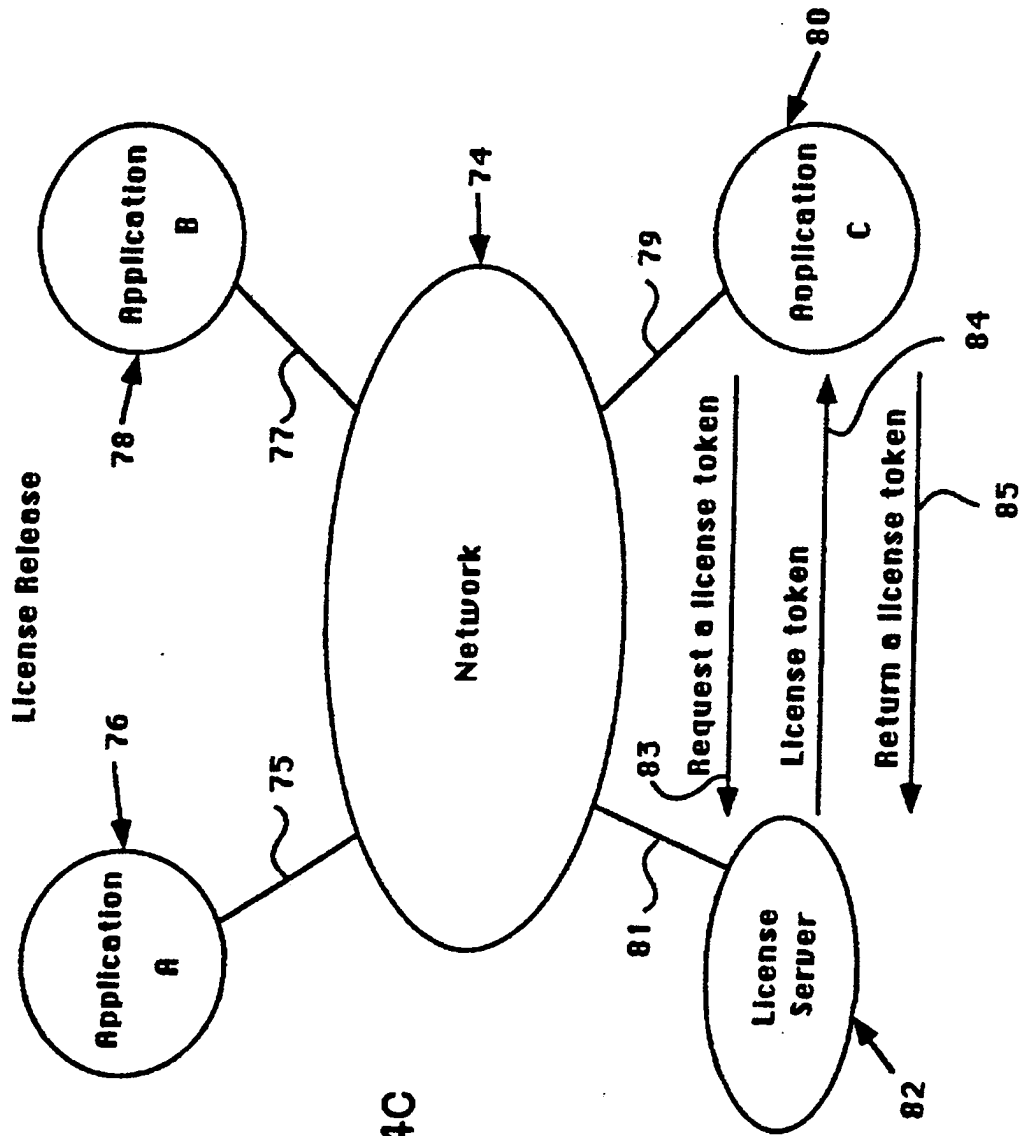 License Release
Application
A
76
75
Application
B
78
77
Network
74
81
License
Server
82
79
Application
C
80
83
Request a license token
License token
84
Return a license token
85
4C